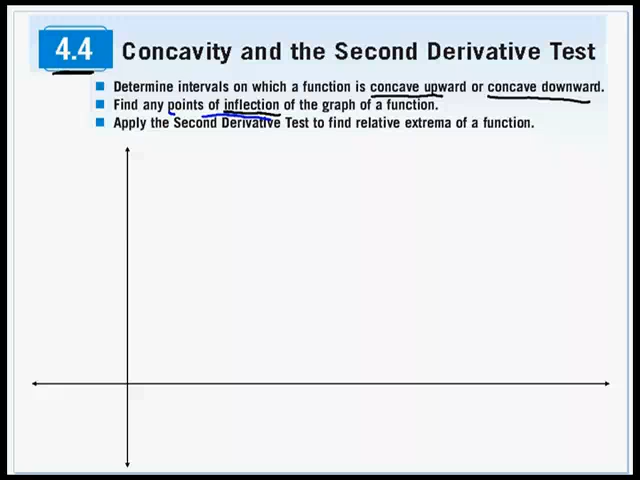 4.4 Concavity and the Second Derivative Test
Determine intervals on which a function is concave upward or concave downward.
Find any points of inflection of the graph of a function.
Apply the Second Derivative Test to find relative extrema of a function.